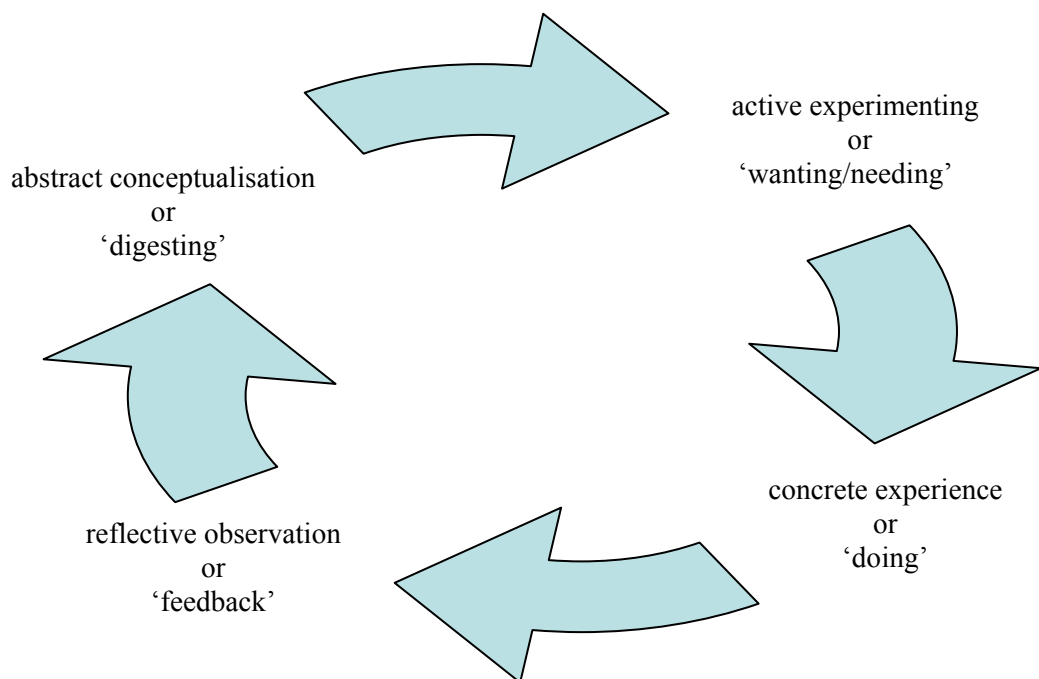 active experimenting
or
‘wanting/needing’
abstract conceptualisation
or
‘digesting’
concrete experience
or
‘doing’
reflective observation
or
‘feedback’